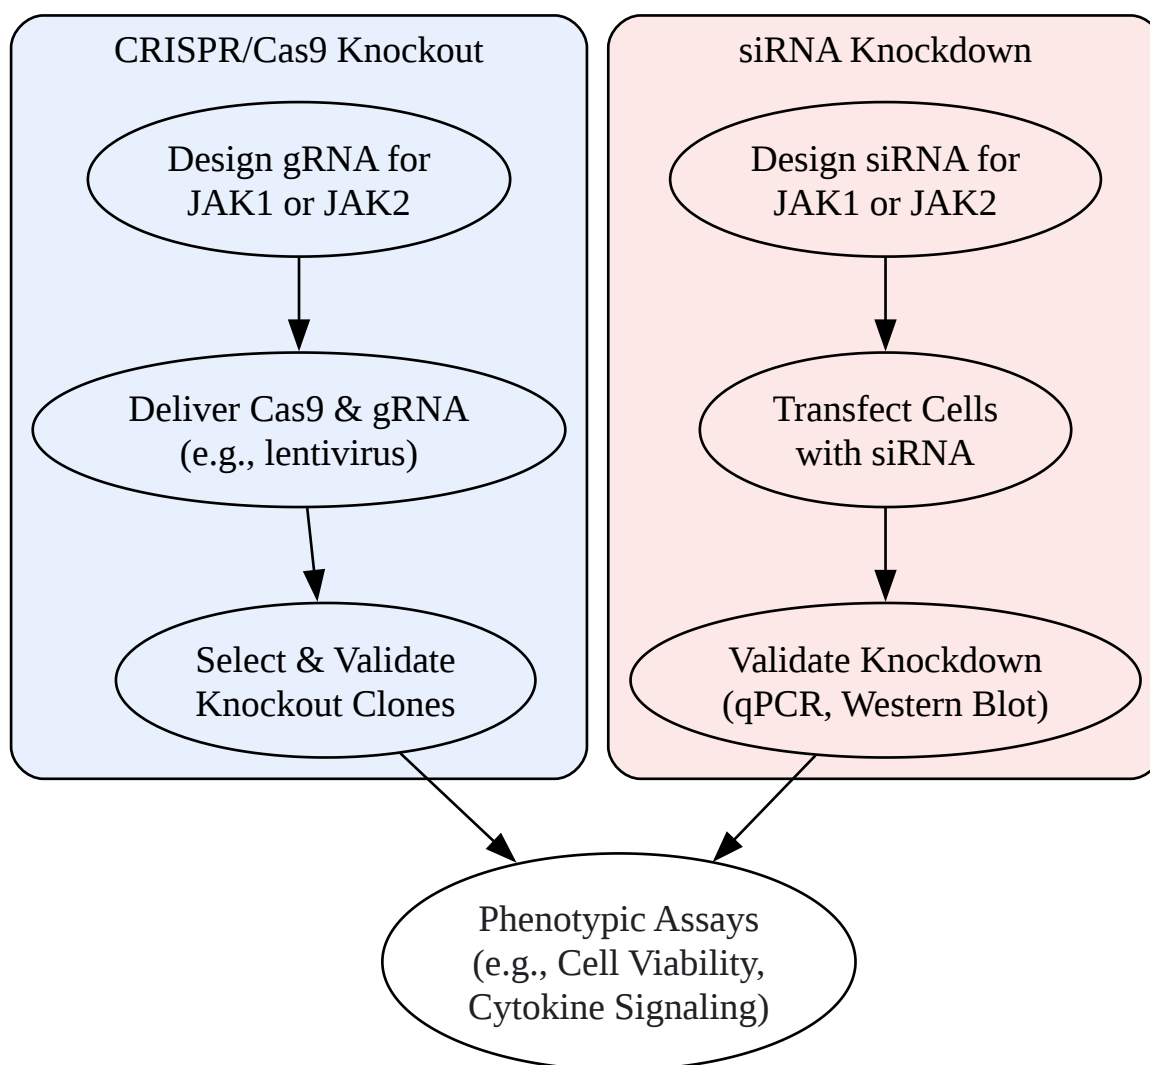 CRISPR/Cas9 Knockout
Design gRNA for
JAK1 or JAK2
Deliver Cas9 & gRNA
(e.g., lentivirus)
Select & Validate
Knockout Clones
siRNA Knockdown
Design siRNA for
JAK1 or JAK2
Transfect Cells
with siRNA
Validate Knockdown
(qPCR, Western Blot)
Phenotypic Assays
(e.g., Cell Viability,
Cytokine Signaling)